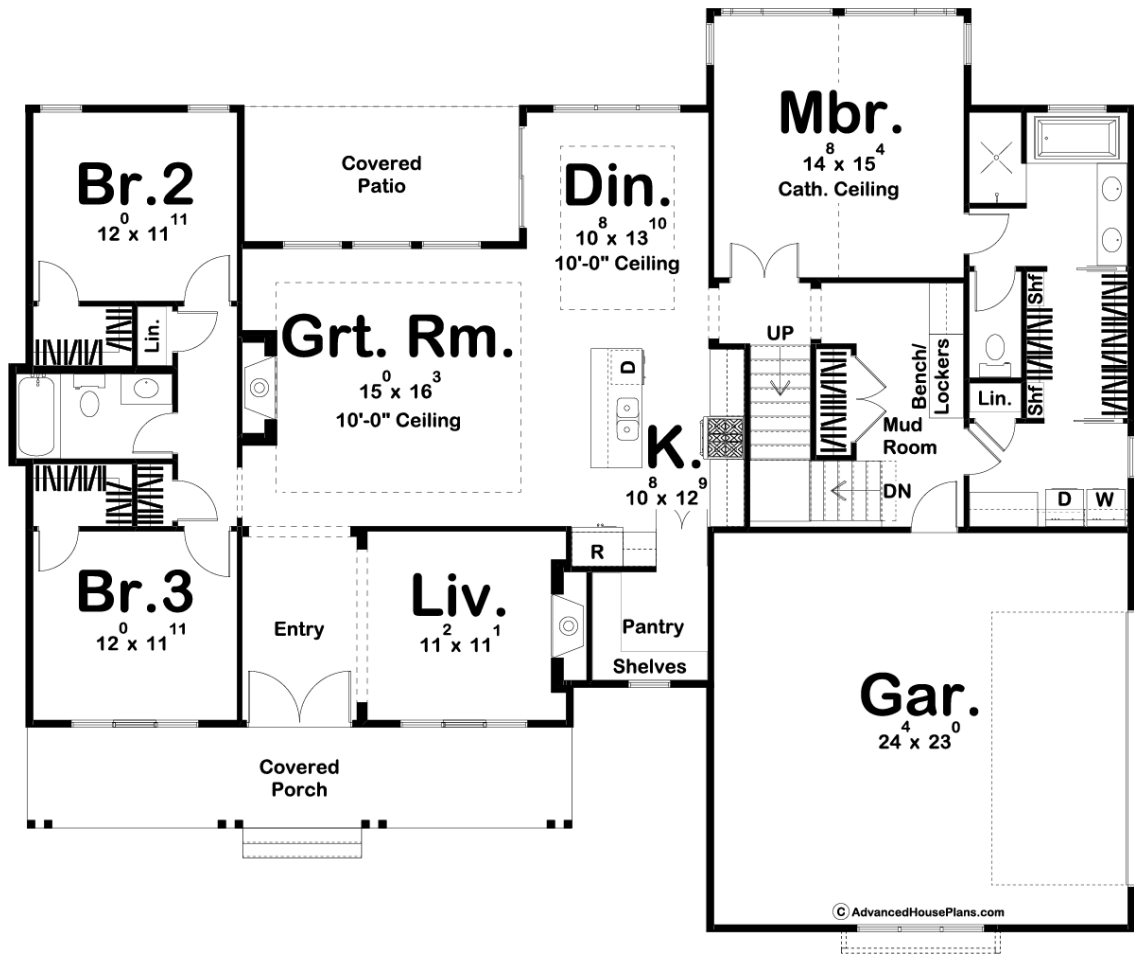 Mbr.
14⁸ x 15⁴
Cath. Ceiling
Br.2
12⁰ x 11¹¹
Covered
Patio
Din.
10⁸ x 13¹⁰
10'-0" Ceiling
Shf
Lin.
Grt. Rm.
15⁰ x 16³
10'-0" Ceiling
UP
Bench/
Lockers
D
Shf
Lin.
Mud
Room
K.
10⁸ x 12⁹
DN
D
W
R
Br.3
12⁰ x 11¹¹
Entry
Liv.
11² x 11¹
Pantry
Shelves
Gar.
24⁴ x 23⁰
Covered
Porch
© AdvancedHousePlans.com